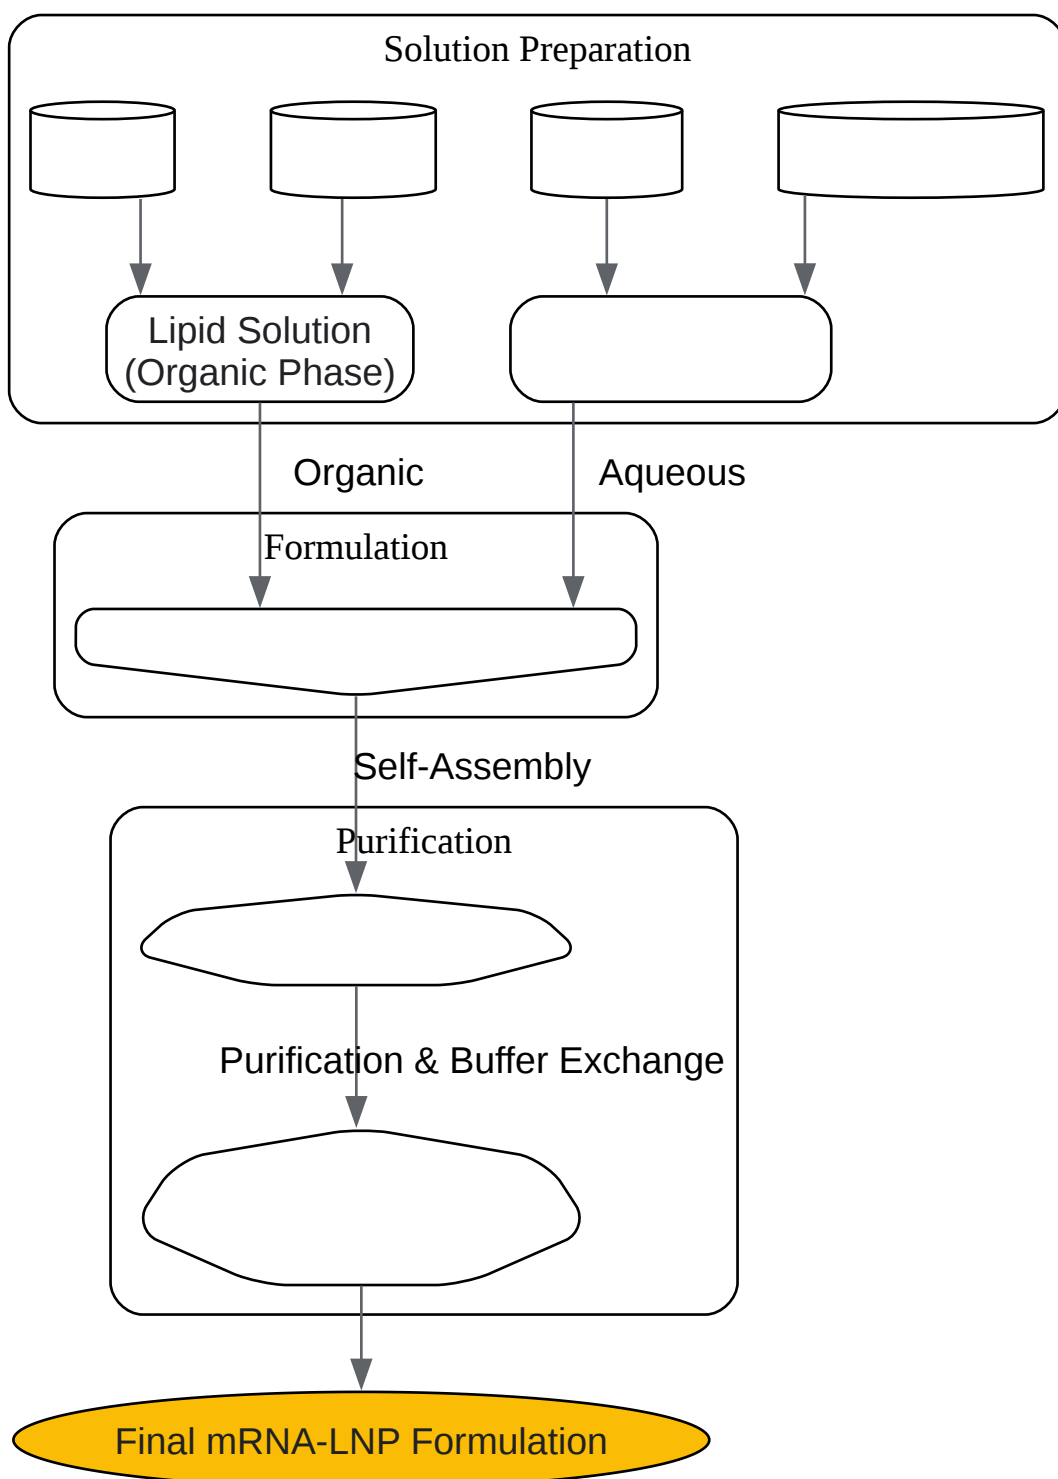 Solution Preparation
Lipid Solution
(Organic Phase)
Organic
Aqueous
Formulation
Self-Assembly
Purification
Purification & Buffer Exchange
Final mRNA-LNP Formulation